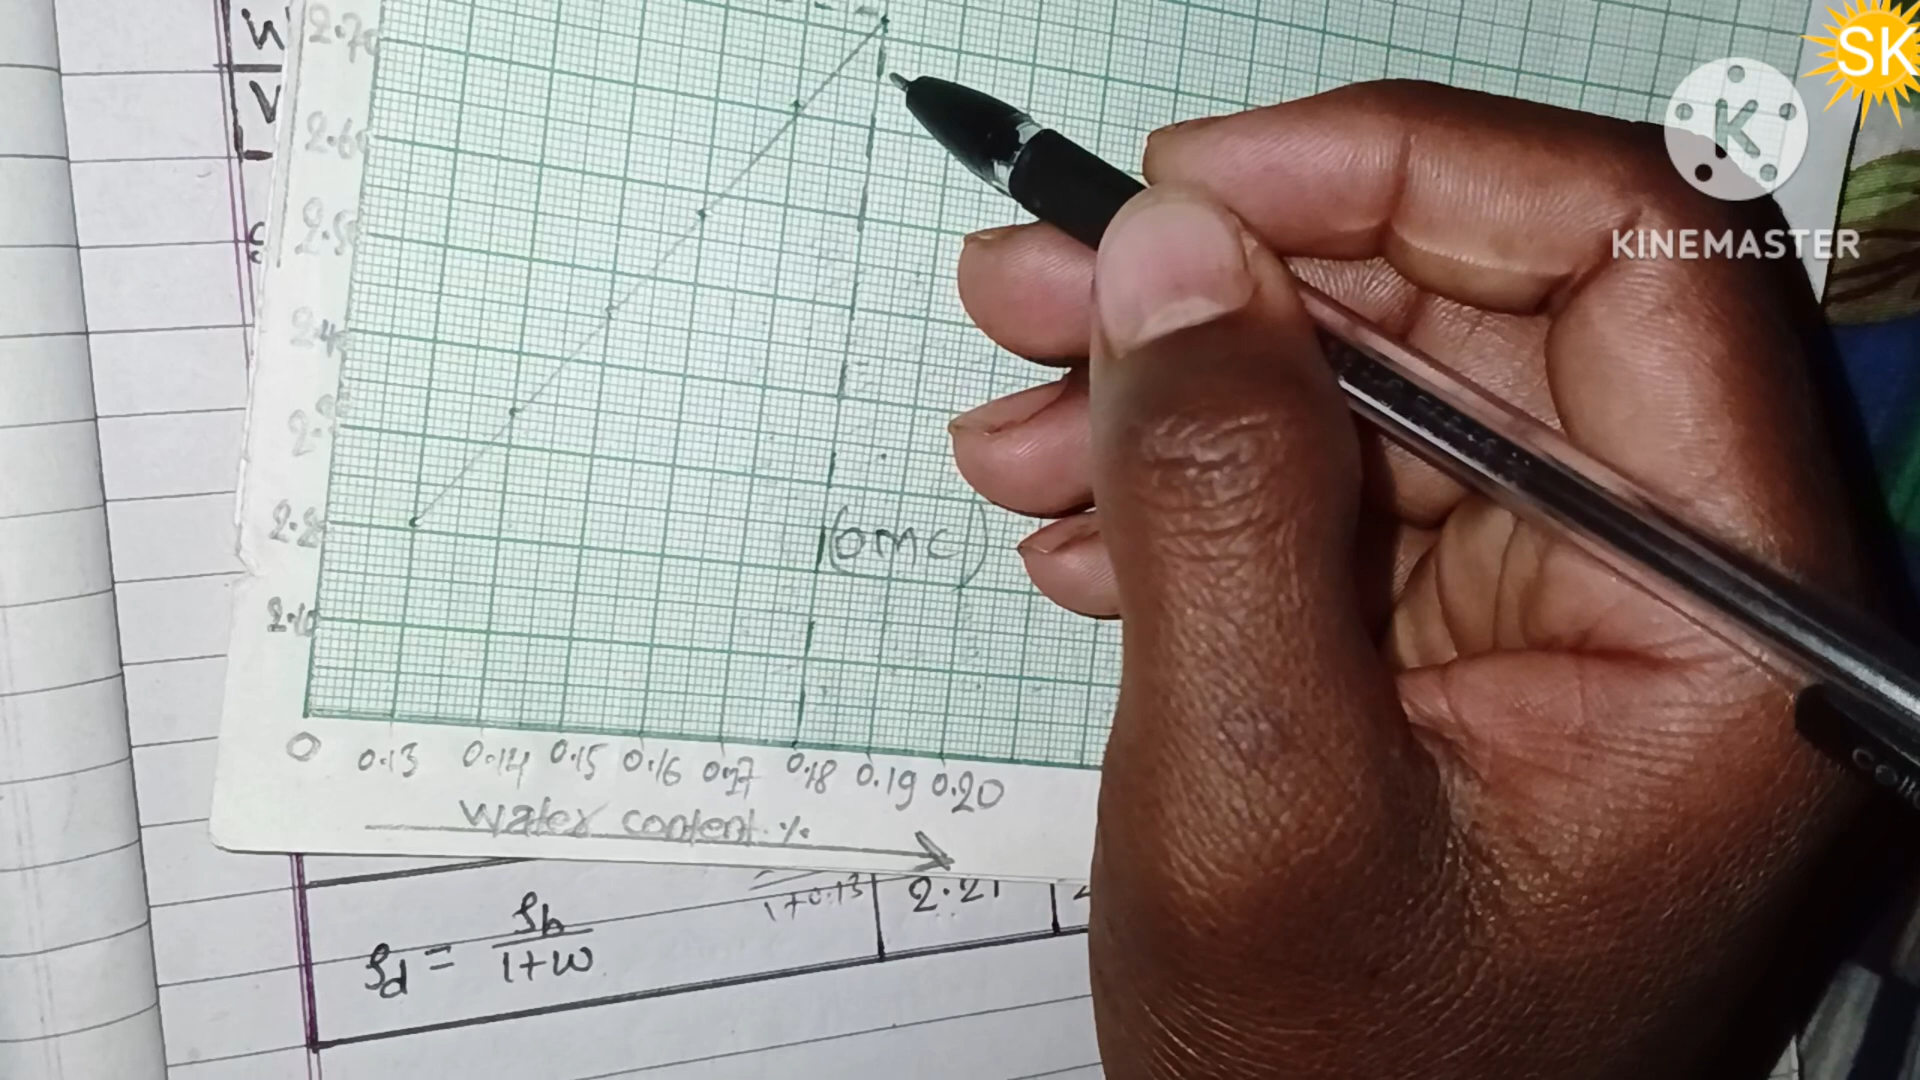 SK
K
KINEMASTER
W
V
2.70
2.60
2.50
2.40
2.20
2.10
(OMC)
0 0.13 0.14 0.15 0.16 0.17 0.18 0.19 0.20
Water content %
1+0.13 2.21
ρd = ρb
1+w